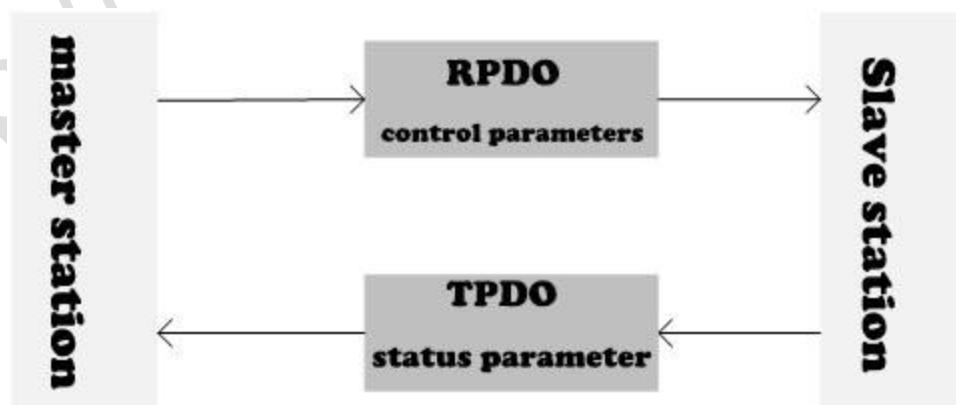 master station
RPDO
control parameters
TPDO
status parameter
Slave station